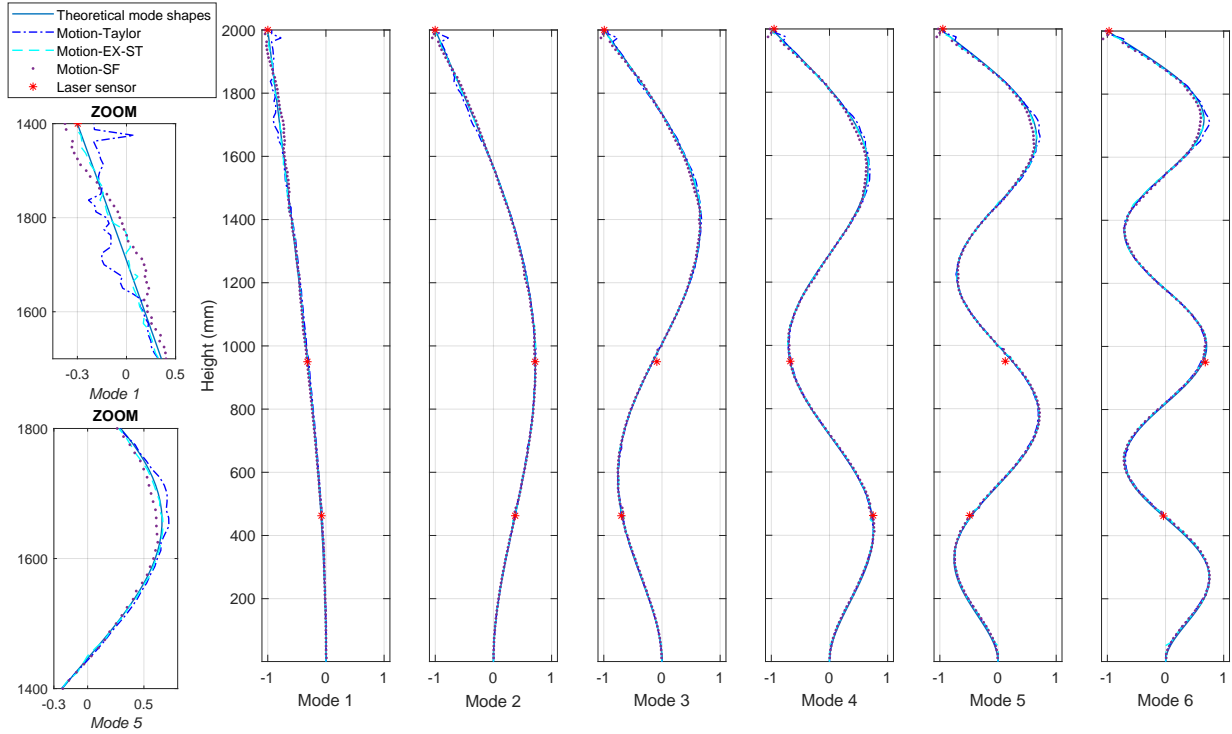 Theoretical mode shapes
Motion-Taylor
Motion-EX-ST
Motion-SF
Laser sensor
ZOOM
1400
1800
1600
-0.3 0 0.5
Mode 1
ZOOM
1800
1600
1400
-0.3 0 0.5
Mode 5
Height (mm)
2000
1800
1600
1400
1200
1000
800
600
400
200
-1 0 1
Mode 1
-1 0 1
Mode 2
-1 0 1
Mode 3
-1 0 1
Mode 4
-1 0 1
Mode 5
-1 0 1
Mode 6